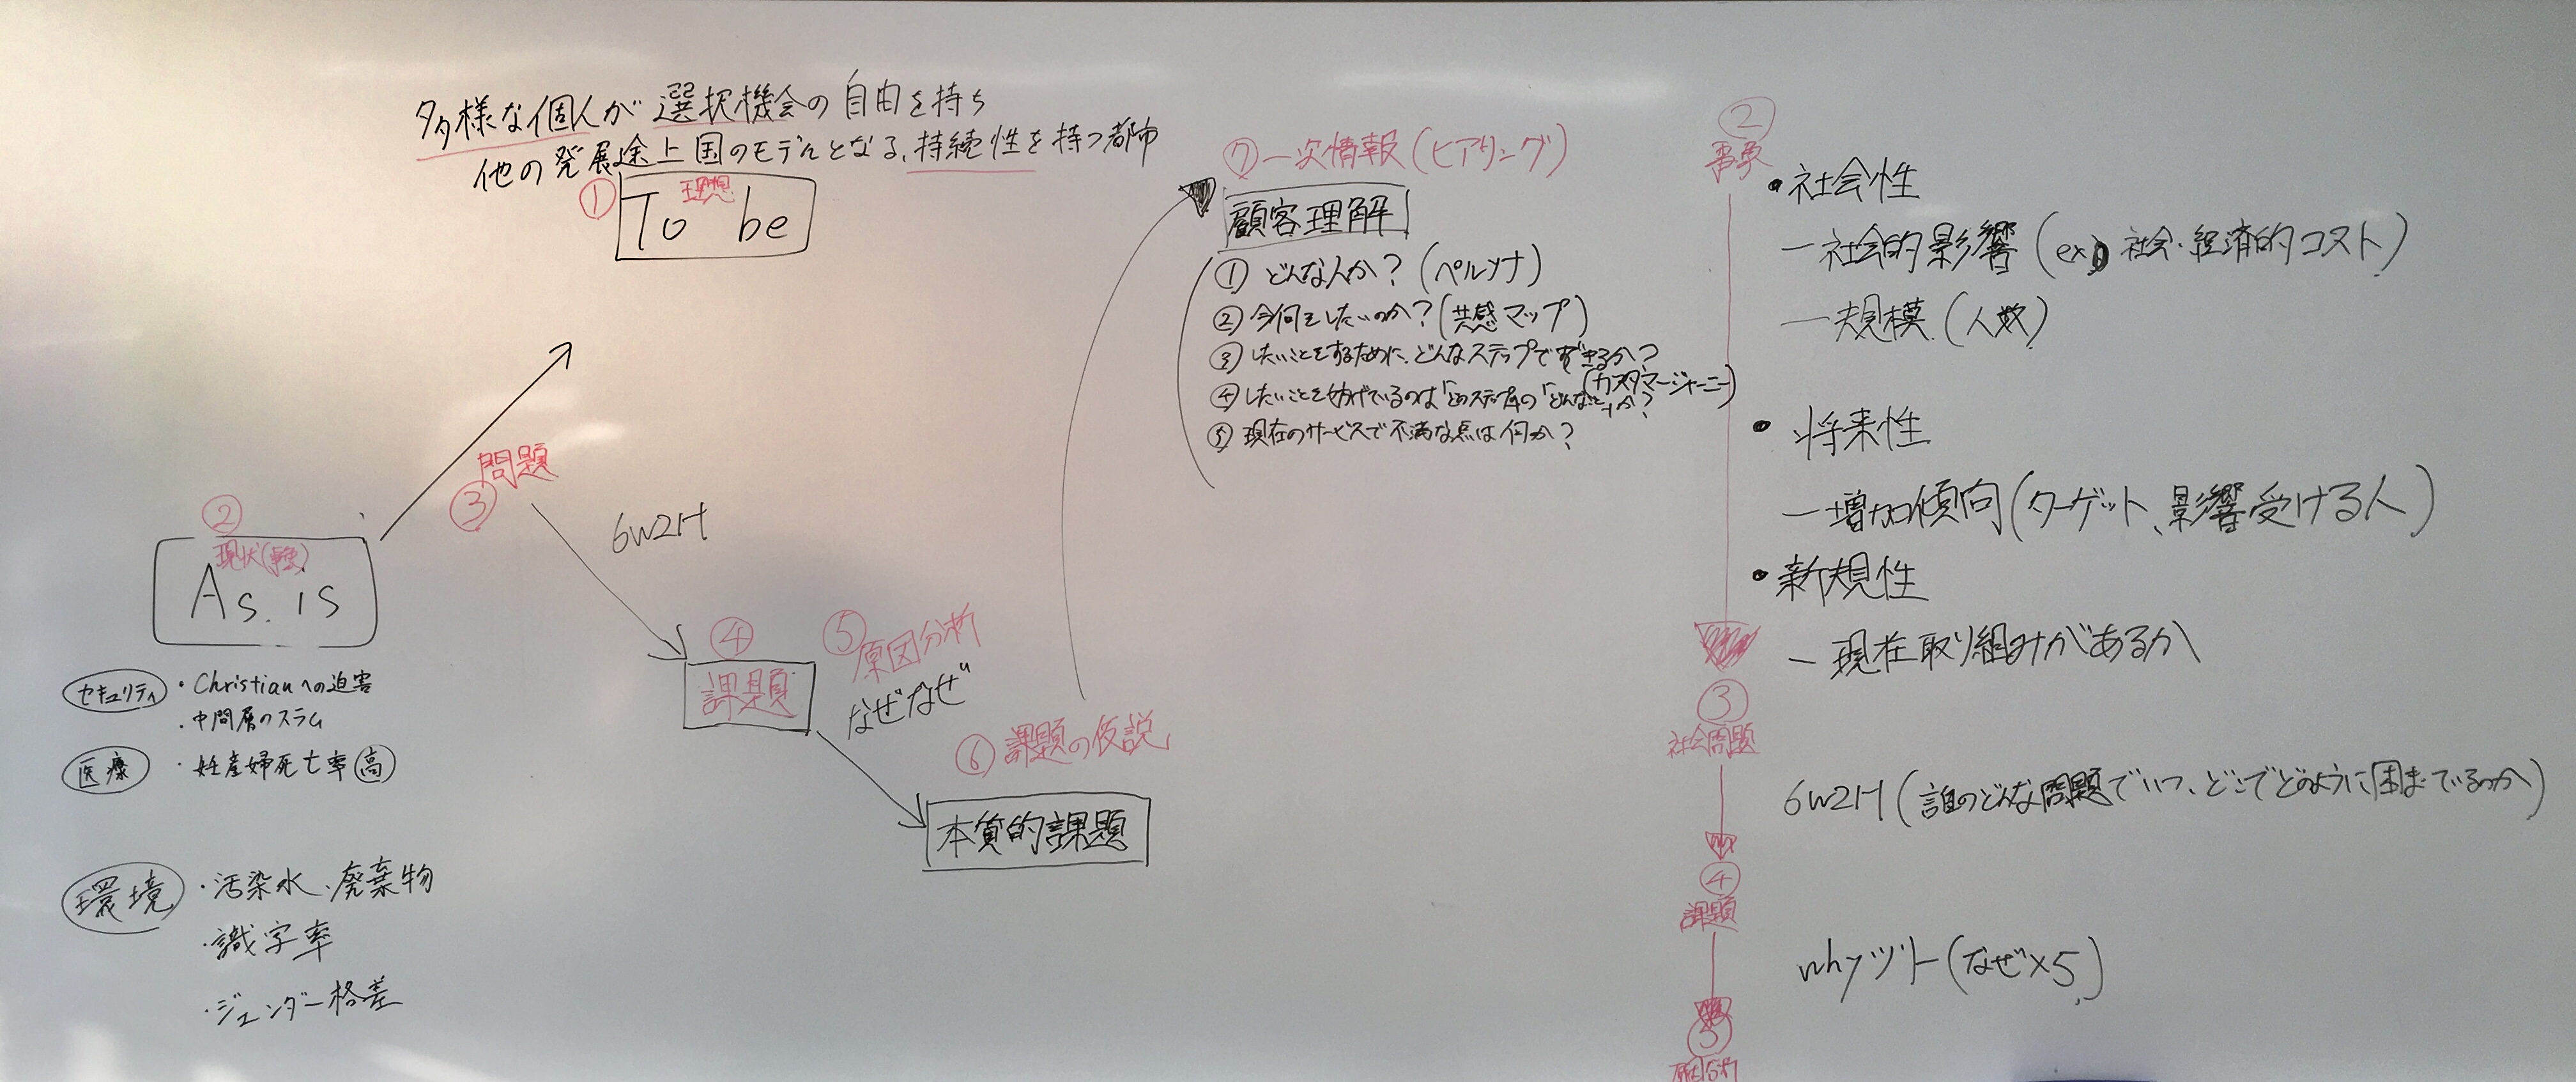 多様な個人が選択機会の自由を持ち
他の発展途上国のモデルとなる、持続性を持つ都市
① 理想
To be
② 
現状(事実)
As is
③ 問題
6W2H
セキュリティ ・Christianへの迫害
・中間層のスラム
医療 ・妊産婦死亡率 高
環境 ・汚染水、廃棄物
・識字率
・ジェンダー格差
④
課題
⑤ 原因分析
なぜなぜ
⑥ 課題の仮説
本質的課題
⑦ 一次情報(ヒアリング)
顧客理解
① どんな人か?(ペルソナ)
② 今何をしたいのか?(共感マップ)
③ したいことをするために、どんなステップでできるか?
(カスタマージャーニー)
④ したいことを妨げているのは「どのステップ」の「どんなこと」か?
⑤ 現在のサービスで不満な点は何か?
②
事象
・社会性
ー社会的影響(ex) 社会・経済的コスト)
ー規模(人数)
・将来性
ー増加傾向(ターゲット、影響受ける人)
・新規性
ー現在取り組みがあるか
③
社会問題
6W2H(誰のどんな問題でいつ、どこでどのように困まているのか)
④
課題
whyツリー(なぜ×5)
⑤